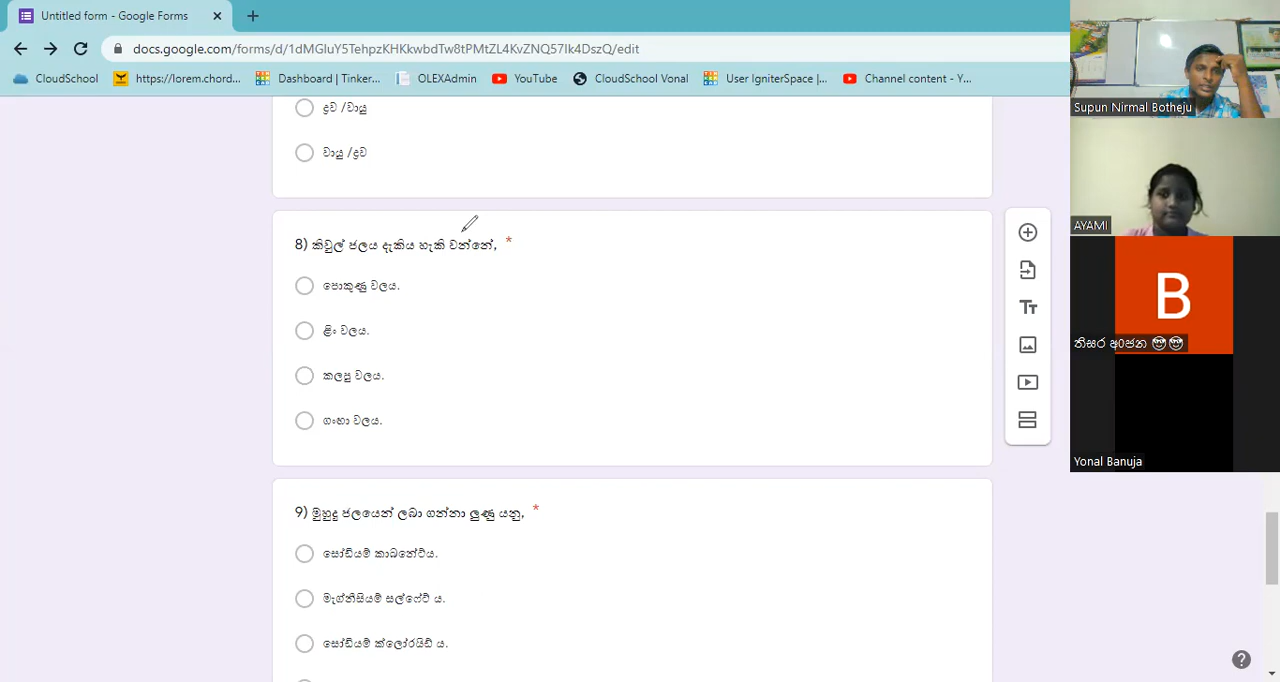 Untitled form - Google Forms
docs.google.com/forms/d/1dMGluY5TehpzKHKkwbdTw8tPMtZL4KvZNQ57Ik4DszQ/edit
CloudSchool https://lorem.chord... Dashboard | Tinker... OLEXAdmin YouTube CloudSchool Vonal User IgniterSpace |... Channel content - Y...
ද්‍රව /වායු
වායු /ද්‍රව
8) කිවුල් ජලය දැකිය හැකි වන්නේ, *
පොකුණු වලය.
ළිං වලය.
කලපු වලය.
ගංඟා වලය.
9) මුහුදු ජලයෙන් ලබා ගන්නා ලුණු යනු, *
සෝඩියම් කාබනේට්ය.
මැග්නීසියම් සල්ෆේට් ය.
සෝඩියම් ක්ලෝරයිඩ් ය.
Supun Nirmal Botheju
AYAMI
B
තිසර අ0ජන 😎😎
Yonal Banuja